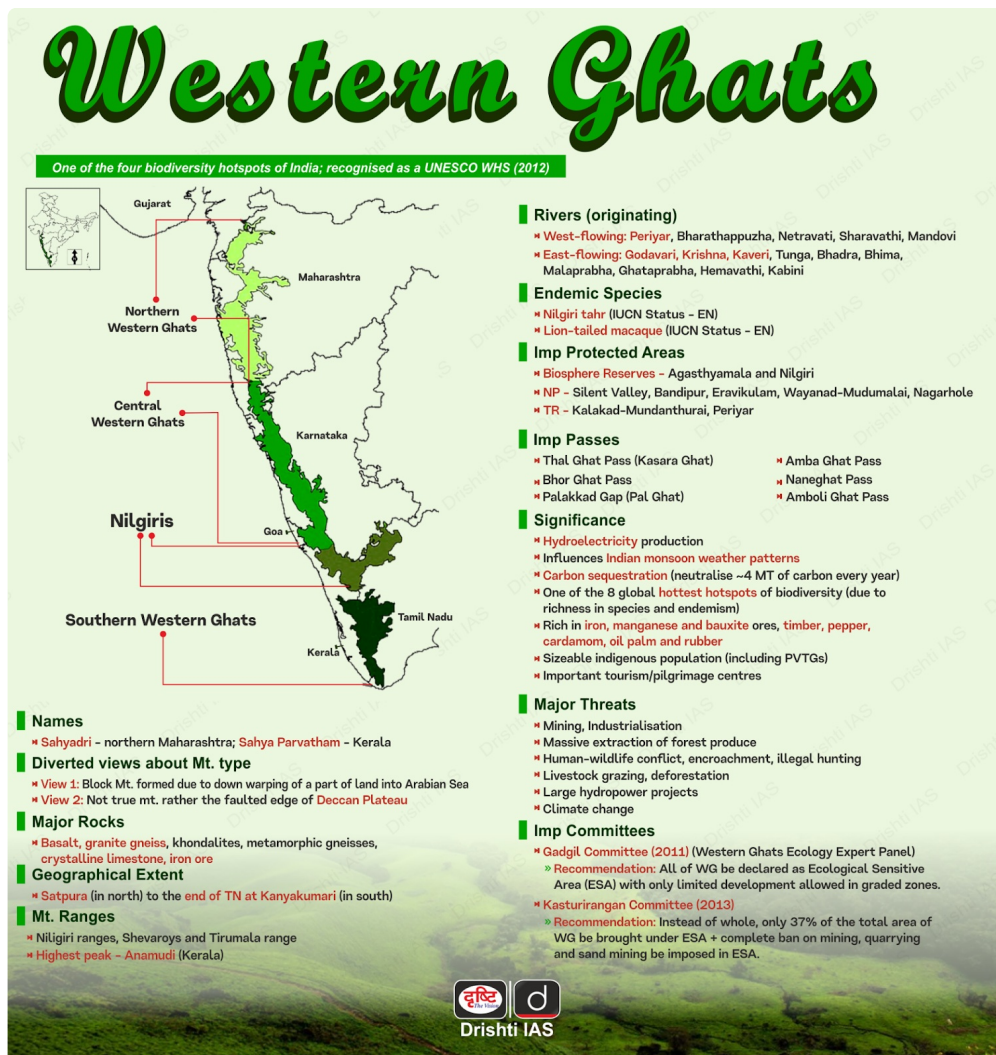 Western Ghats
One of the four biodiversity hotspots of India; recognised as a UNESCO WHS (2012)
Gujarat
Maharashtra
Northern
Western Ghats
Central
Western Ghats
Karnataka
Nilgiris
Goa
Southern Western Ghats
Tamil Nadu
Kerala
Names
Sahyadri - northern Maharashtra; Sahya Parvatham - Kerala
Diverted views about Mt. type
View 1: Block Mt. formed due to down warping of a part of land into Arabian Sea
View 2: Not true mt. rather the faulted edge of Deccan Plateau
Major Rocks
Basalt, granite gneiss, khondalites, metamorphic gneisses,
crystalline limestone, iron ore
Geographical Extent
Satpura (in north) to the end of TN at Kanyakumari (in south)
Mt. Ranges
Niligiri ranges, Shevaroys and Tirumala range
Highest peak - Anamudi (Kerala)
Rivers (originating)
West-flowing: Periyar, Bharathappuzha, Netravati, Sharavathi, Mandovi
East-flowing: Godavari, Krishna, Kaveri, Tunga, Bhadra, Bhima,
Malaprabha, Ghataprabha, Hemavathi, Kabini
Endemic Species
Nilgiri tahr (IUCN Status - EN)
Lion-tailed macaque (IUCN Status - EN)
Imp Protected Areas
Biosphere Reserves - Agasthyamala and Nilgiri
NP - Silent Valley, Bandipur, Eravikulam, Wayanad-Mudumalai, Nagarhole
TR - Kalakad-Mundanthurai, Periyar
Imp Passes
Thal Ghat Pass (Kasara Ghat)
Bhor Ghat Pass
Palakkad Gap (Pal Ghat)
Amba Ghat Pass
Naneghat Pass
Amboli Ghat Pass
Significance
Hydroelectricity production
Influences Indian monsoon weather patterns
Carbon sequestration (neutralise ~4 MT of carbon every year)
One of the 8 global hottest hotspots of biodiversity (due to
richness in species and endemism)
Rich in iron, manganese and bauxite ores, timber, pepper,
cardamom, oil palm and rubber
Sizeable indigenous population (including PVTGs)
Important tourism/pilgrimage centres
Major Threats
Mining, Industrialisation
Massive extraction of forest produce
Human-wildlife conflict, encroachment, illegal hunting
Livestock grazing, deforestation
Large hydropower projects
Climate change
Imp Committees
Gadgil Committee (2011) (Western Ghats Ecology Expert Panel)
» Recommendation: All of WG be declared as Ecological Sensitive
Area (ESA) with only limited development allowed in graded zones.
Kasturirangan Committee (2013)
» Recommendation: Instead of whole, only 37% of the total area of
WG be brought under ESA + complete ban on mining, quarrying
and sand mining be imposed in ESA.
दृष्टि
The Vision
d
Drishti IAS